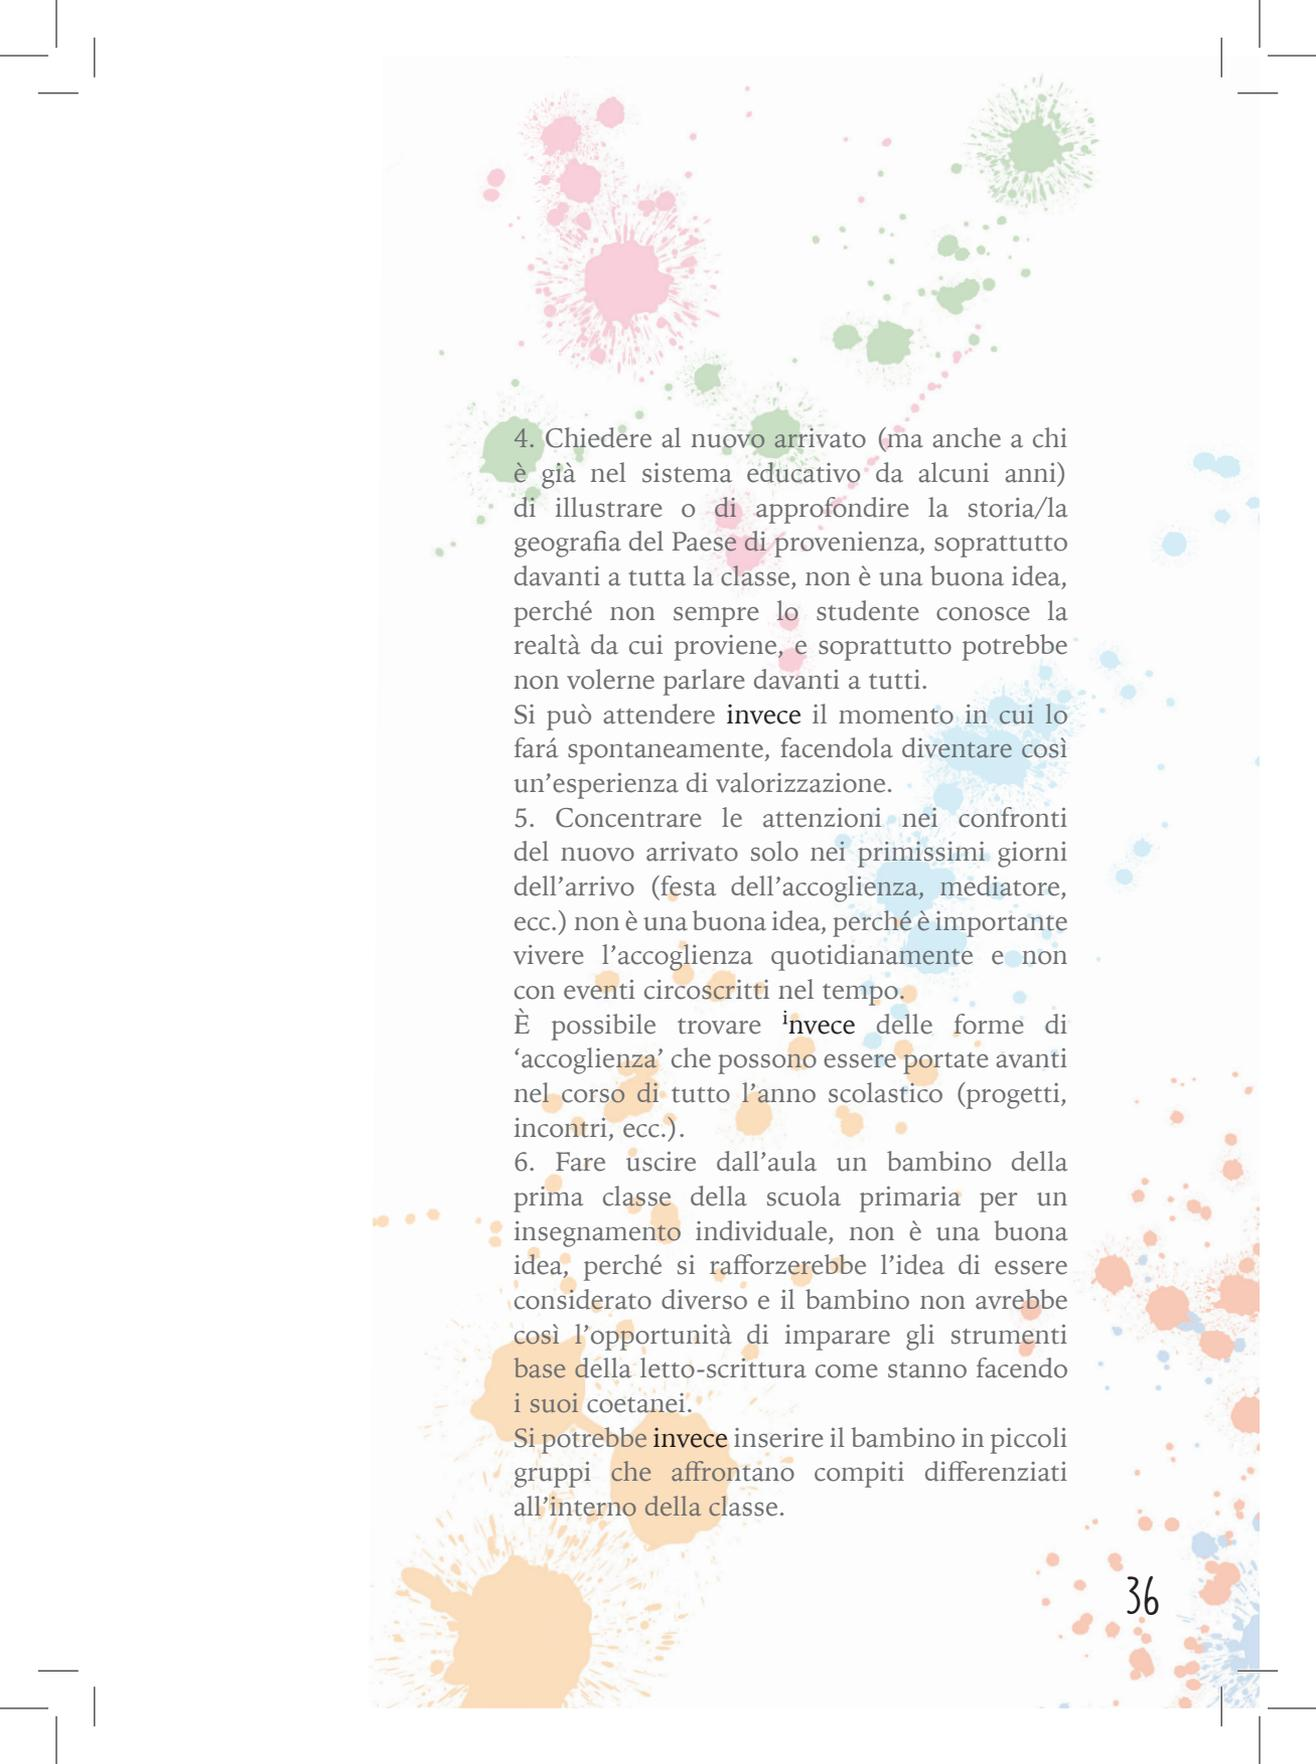 4. Chiedere al nuovo arrivato (ma anche a chi
è già nel sistema educativo da alcuni anni)
di illustrare o di approfondire la storia/la
geografia del Paese di provenienza, soprattutto
davanti a tutta la classe, non è una buona idea,
perché non sempre lo studente conosce la
realtà da cui proviene, e soprattutto potrebbe
non volerne parlare davanti a tutti.
Si può attendere invece il momento in cui lo
fará spontaneamente, facendola diventare così
un’esperienza di valorizzazione.
5. Concentrare le attenzioni nei confronti
del nuovo arrivato solo nei primissimi giorni
dell’arrivo (festa dell’accoglienza, mediatore,
ecc.) non è una buona idea, perché è importante
vivere l’accoglienza quotidianamente e non
con eventi circoscritti nel tempo.
È possibile trovare invece delle forme di
‘accoglienza’ che possono essere portate avanti
nel corso di tutto l’anno scolastico (progetti,
incontri, ecc.).
6. Fare uscire dall’aula un bambino della
prima classe della scuola primaria per un
insegnamento individuale, non è una buona
idea, perché si rafforzerebbe l’idea di essere
considerato diverso e il bambino non avrebbe
così l’opportunità di imparare gli strumenti
base della letto-scrittura come stanno facendo
i suoi coetanei.
Si potrebbe invece inserire il bambino in piccoli
gruppi che affrontano compiti differenziati
all’interno della classe.
36